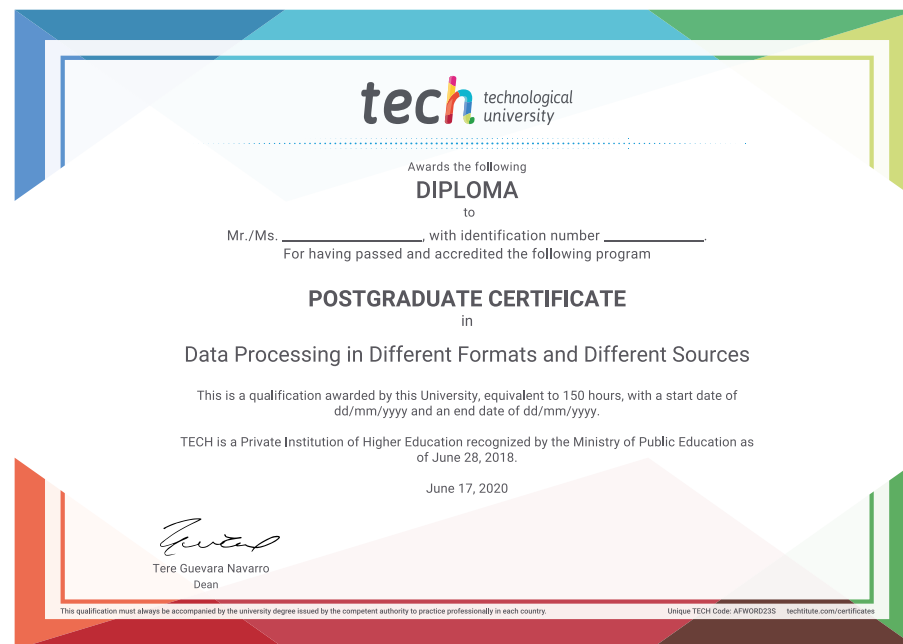 tech technological
university
Awards the following
DIPLOMA
to
Mr./Ms. ________________, with identification number ____________.
For having passed and accredited the following program
POSTGRADUATE CERTIFICATE
in
Data Processing in Different Formats and Different Sources
This is a qualification awarded by this University, equivalent to 150 hours, with a start date of
dd/mm/yyyy and an end date of dd/mm/yyyy.
TECH is a Private Institution of Higher Education recognized by the Ministry of Public Education as
of June 28, 2018.
June 17, 2020
Tere Guevara Navarro
Dean
This qualification must always be accompanied by the university degree issued by the competent authority to practice professionally in each country.
Unique TECH Code: AFWORD23S techtitute.com/certificates